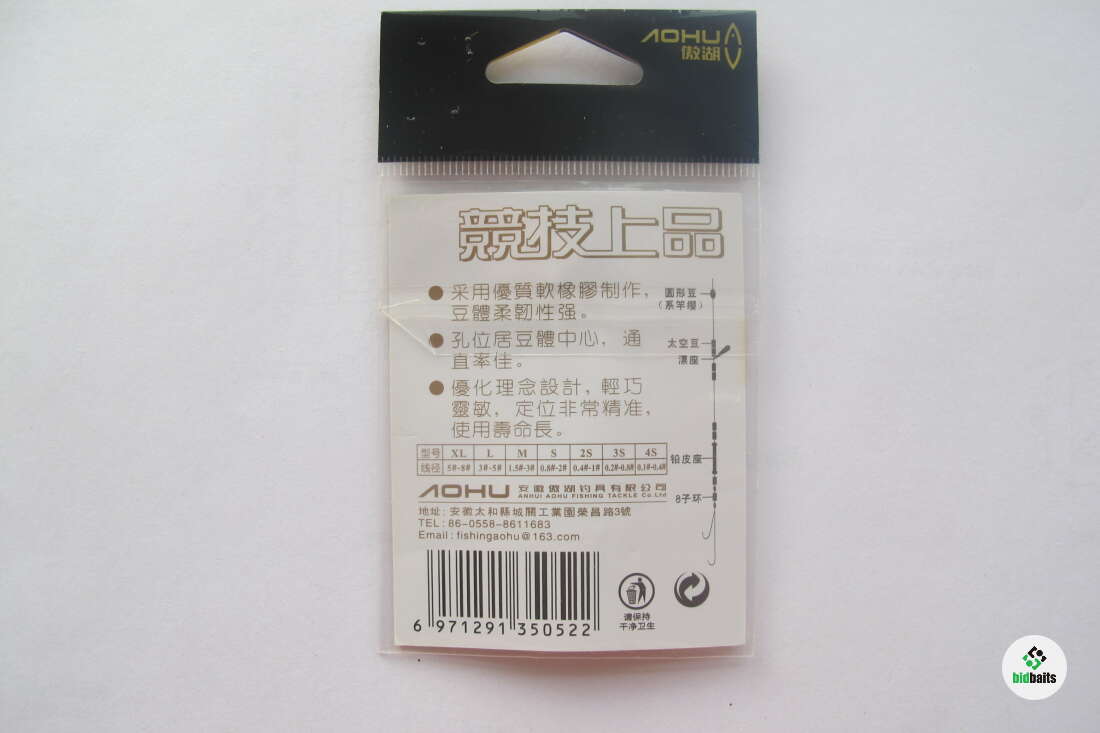 AOHU
傲湖
競技上品
● 采用優質軟橡膠制作，
豆體柔韌性强。
● 孔位居豆體中心，通
直率佳。
● 優化理念設計，輕巧
靈敏，定位非常精准，
使用壽命長。
圓形豆
（系竿櫻）
太空豆
漂座
铅皮座
8子环
型号 XL L M S 2S 3S 4S
线径 5#-8# 3#-5# 1.5#-3# 0.8#-2# 0.4#-1# 0.2#-0.8# 0.1#-0.4#
AOHU 安徽傲湖钓具有限公司
ANHUI AOHU FISHING TACKLE Co.Ltd
地址: 安徽太和縣城關工業園榮昌路3號
TEL: 86-0558-8611683
Email: fishingaohu@163.com
6 971291 350522
请保持
干净卫生
bidbaits